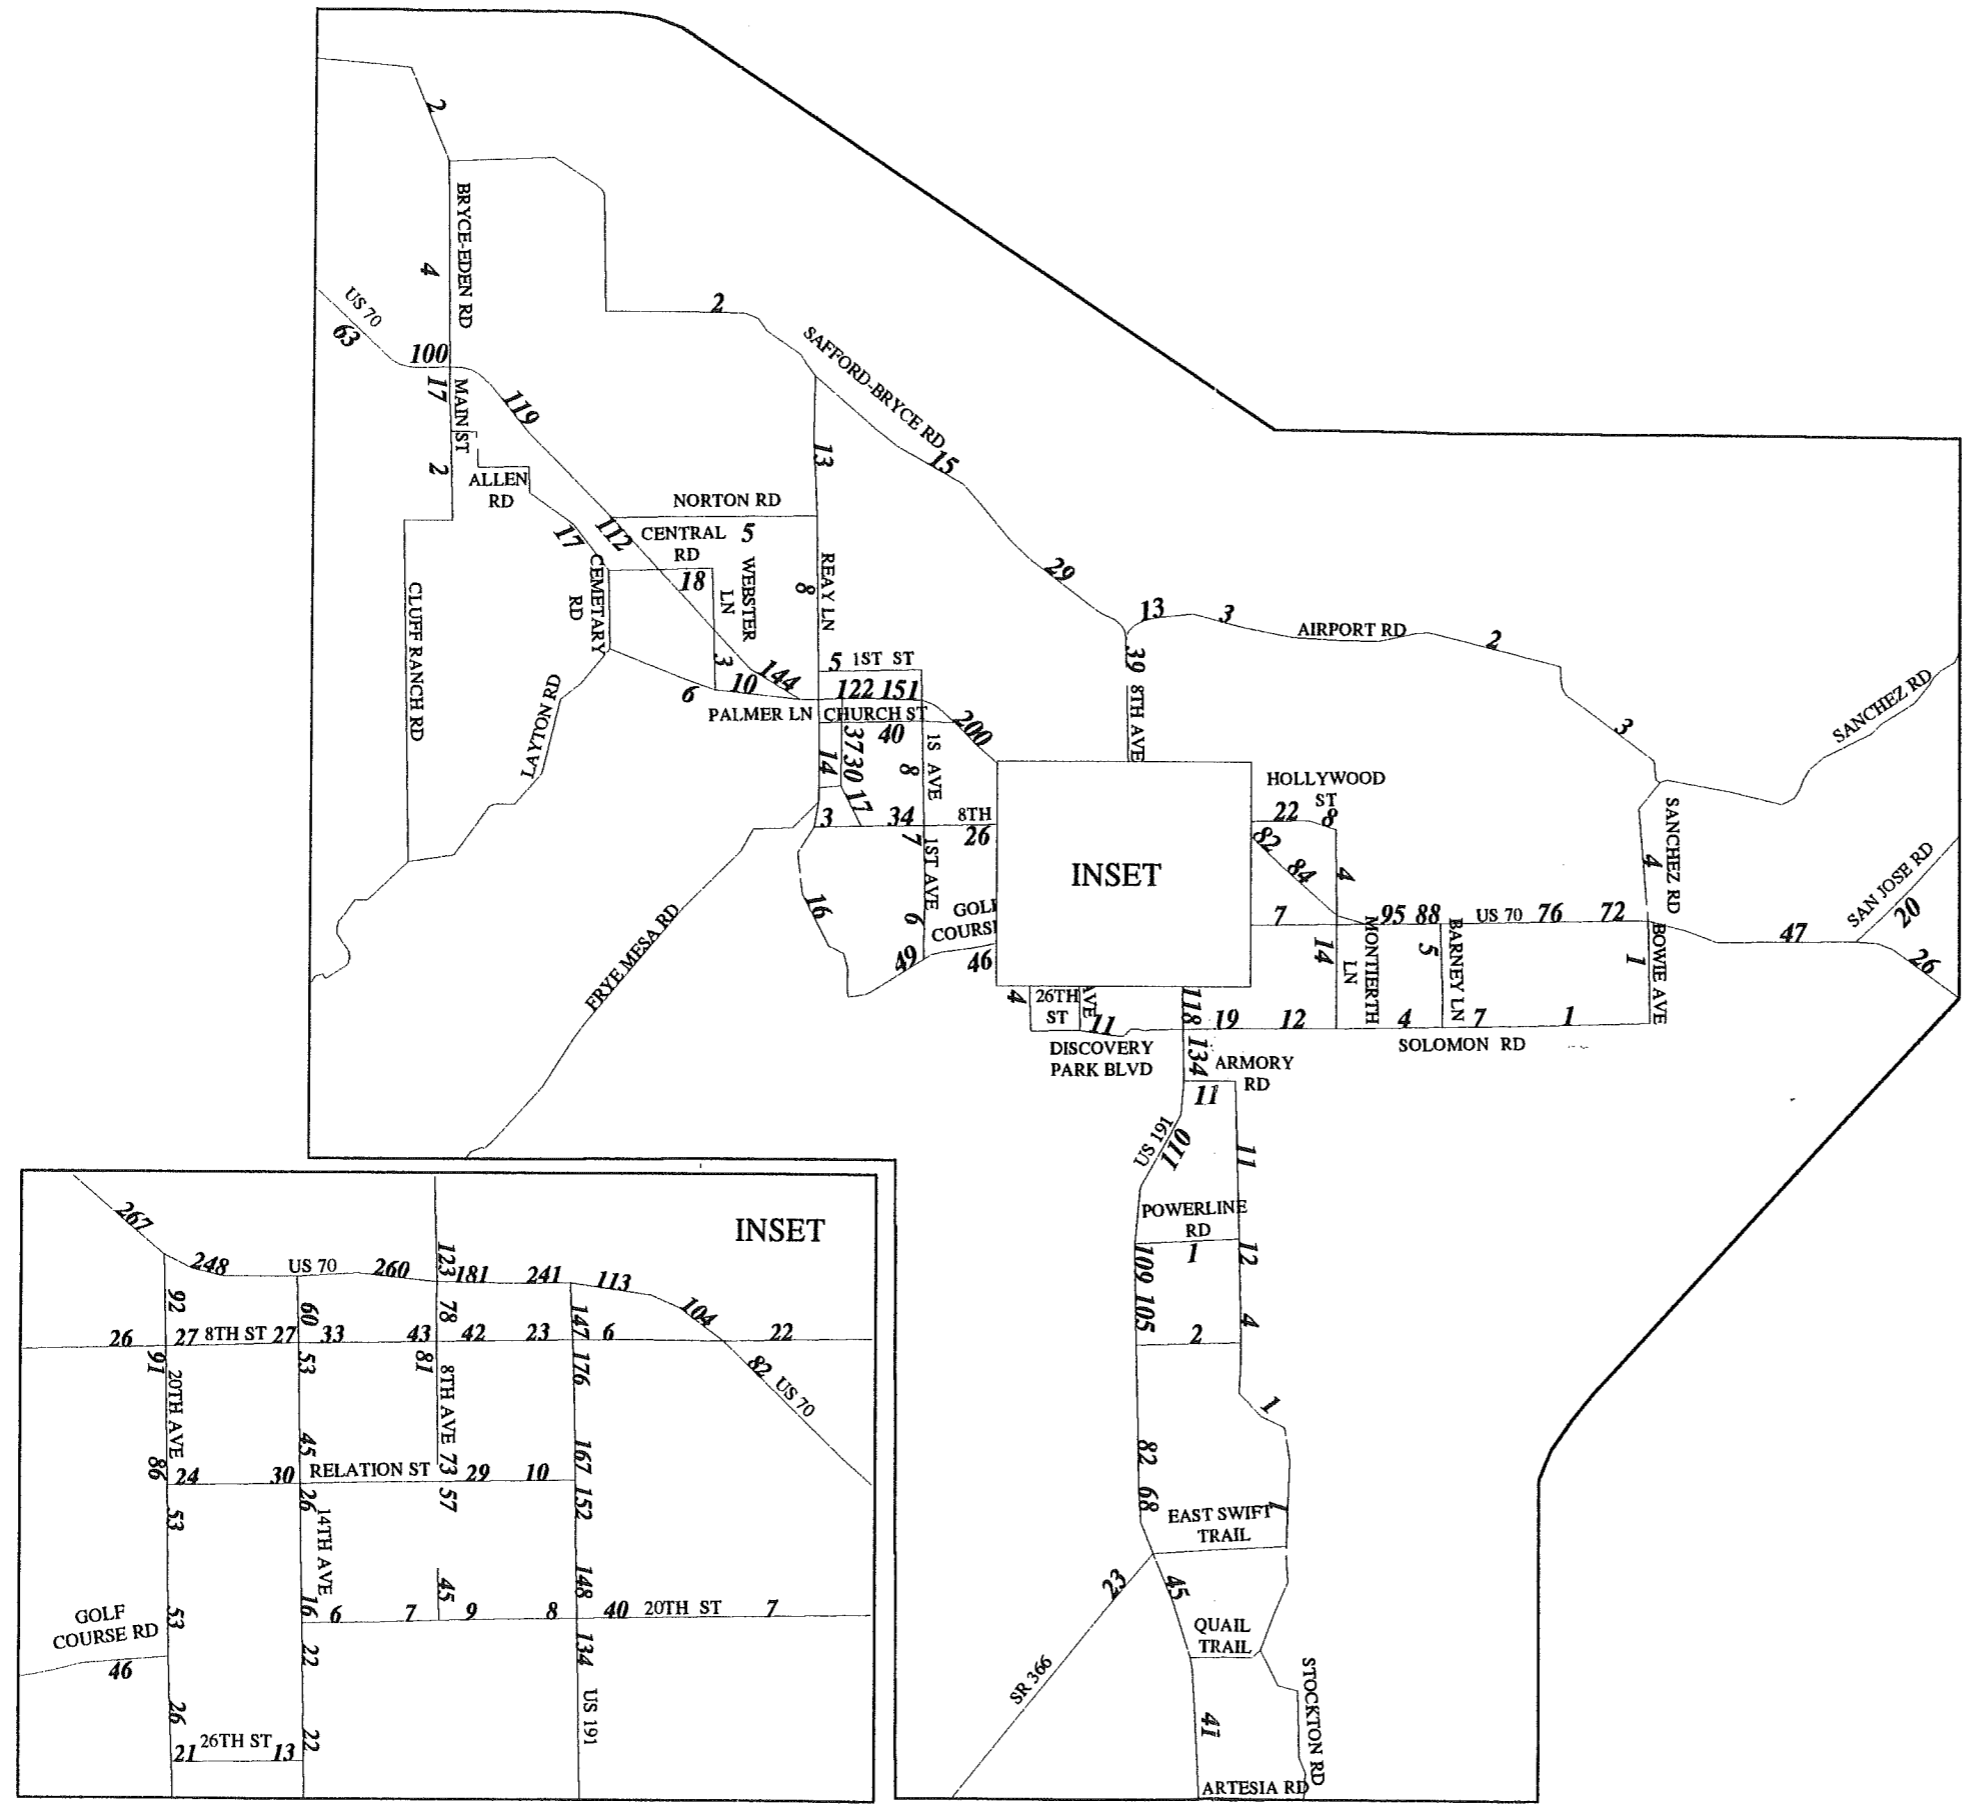 2
BRYCE-EDEN RD
4
US 70
63
100
17
MAIN ST
119
2
ALLEN
RD
17
112
NORTON RD
CENTRAL
RD
5
18
WEBSTER
LN
CEMETARY
RD
CLUFF RANCH RD
LAYTON RD
2
SAFFORD-BRYCE RD
15
13
REAY LN
8
29
13
3
AIRPORT RD
2
39
8TH AVE
3
SANCHEZ RD
3
144
10
6
PALMER LN
5
1ST ST
122
151
CHURCH ST
40
200
37
30
14
17
1S AVE
8
3
34
8TH
26
7
1ST AVE
6
16
49
GOLF
COURSE
46
FRYE MESA RD
INSET
HOLLYWOOD
ST
22
8
82
84
4
7
95
88
US 70
76
72
SANCHEZ RD
4
47
SAN JOSE RD
20
26
14
MONTIERTH
LN
5
BARNEY LN
1
BOWIE AVE
4
26TH
ST
AVE
11
118
19
12
4
7
1
SOLOMON RD
DISCOVERY
PARK BLVD
134
ARMORY
RD
11
US 191
110
11
POWERLINE
RD
1
109
12
105
4
2
1
82
68
EAST SWIFT
TRAIL
1
23
45
QUAIL
TRAIL
SR 366
41
STOCKTON RD
ARTESIA RD
INSET
267
248
US 70
260
123
181
241
113
104
92
60
78
147
26
27
8TH ST
27
33
43
42
23
6
22
91
53
81
176
82
US 70
20TH AVE
8TH AVE
86
45
73
167
24
30
RELATION ST
29
10
53
26
57
152
14TH AVE
45
148
53
16
6
7
9
8
40
20TH ST
7
GOLF
COURSE RD
46
22
134
26
US 191
21
26TH ST
13
22